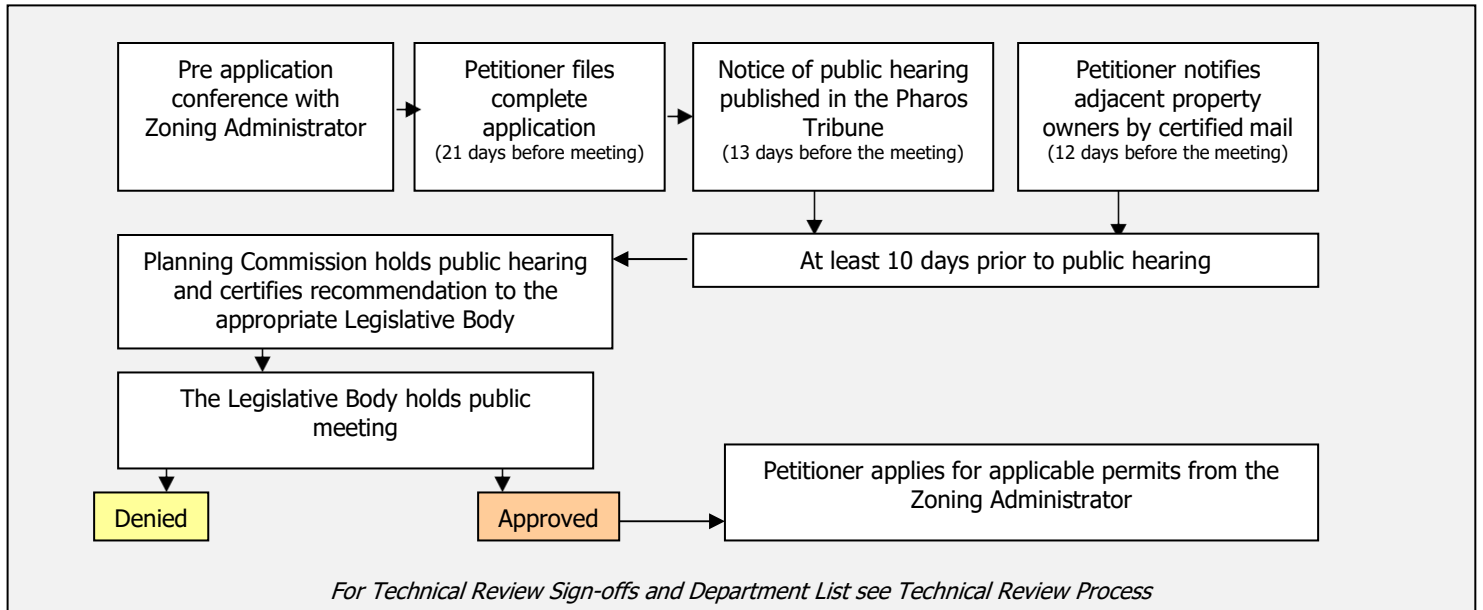 Pre application
conference with
Zoning Administrator
Petitioner files
complete
application
(21 days before meeting)
Notice of public hearing
published in the Pharos
Tribune
(13 days before the meeting)
Petitioner notifies
adjacent property
owners by certified mail
(12 days before the meeting)
At least 10 days prior to public hearing
Planning Commission holds public hearing
and certifies recommendation to the
appropriate Legislative Body
The Legislative Body holds public
meeting
Denied
Approved
Petitioner applies for applicable permits from the
Zoning Administrator
For Technical Review Sign-offs and Department List see Technical Review Process